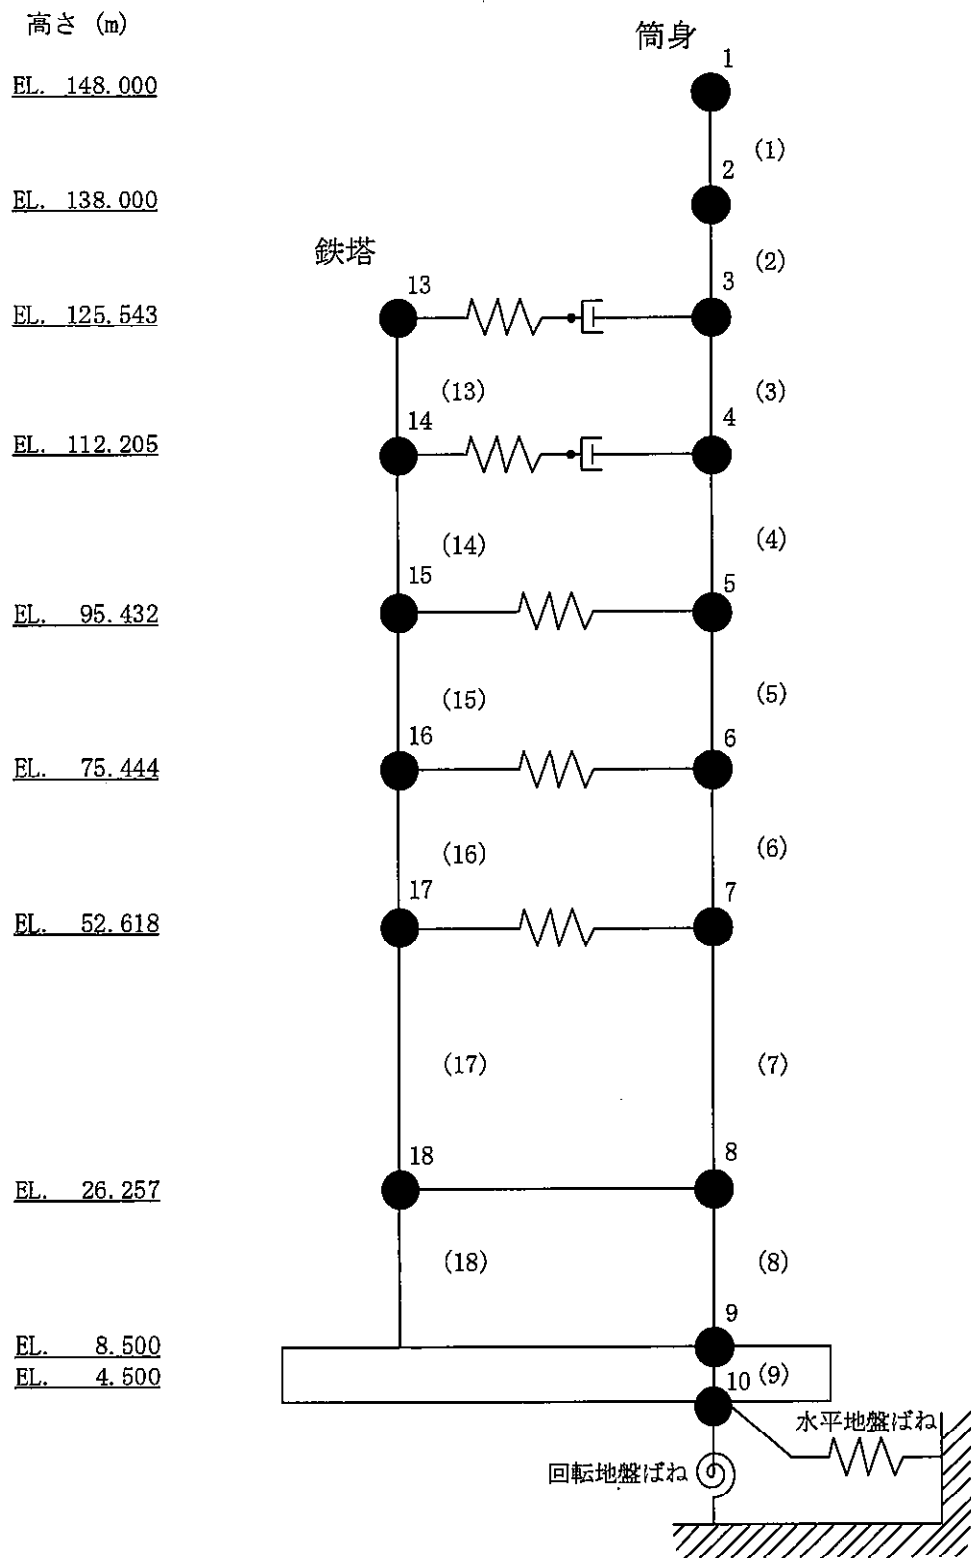 高さ (m)
筒身
1
EL. 148.000
(1)
2
EL. 138.000
鉄塔
(2)
13
3
EL. 125.543
(13)
(3)
14
4
EL. 112.205
(14)
(4)
15
5
EL. 95.432
(15)
(5)
16
6
EL. 75.444
(16)
(6)
17
7
EL. 52.618
(17)
(7)
18
8
EL. 26.257
(18)
(8)
9
EL. 8.500
EL. 4.500
10
(9)
水平地盤ばね
回転地盤ばね